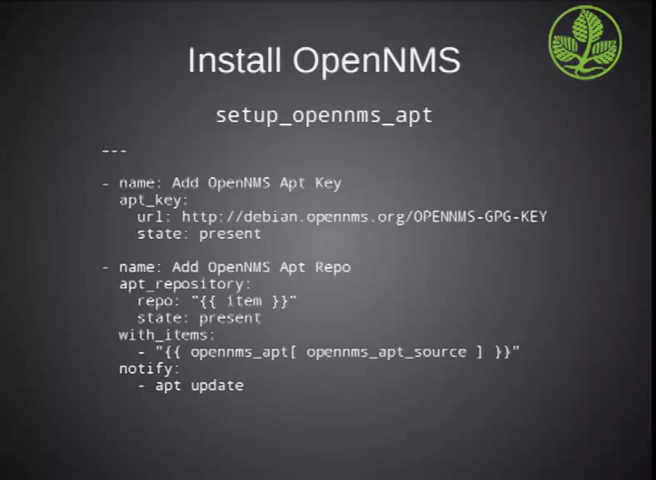 Install OpenNMS
setup_opennms_apt
---
- name: Add OpenNMS Apt Key
  apt_key:
    url: http://debian.opennms.org/OPENNMS-GPG-KEY
    state: present
- name: Add OpenNMS Apt Repo
  apt_repository:
    repo: "{{ item }}"
    state: present
  with_items:
    - "{{ opennms_apt[ opennms_apt_source ] }}"
  notify:
    - apt update